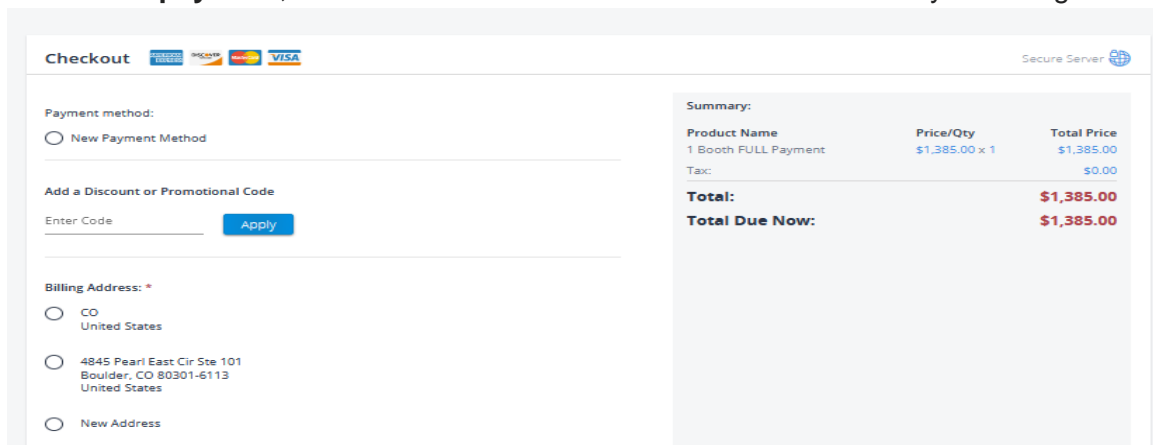 Checkout DISCOVER MasterCard VISA
Secure Server
Payment method:
New Payment Method
Add a Discount or Promotional Code
Enter Code
Apply
Billing Address: *
CO
United States
4845 Pearl East Cir Ste 101
Boulder, CO 80301-6113
United States
New Address
Summary:
Product Name Price/Qty Total Price
1 Booth FULL Payment $1,385.00 x 1 $1,385.00
Tax: $0.00
Total: $1,385.00
Total Due Now: $1,385.00